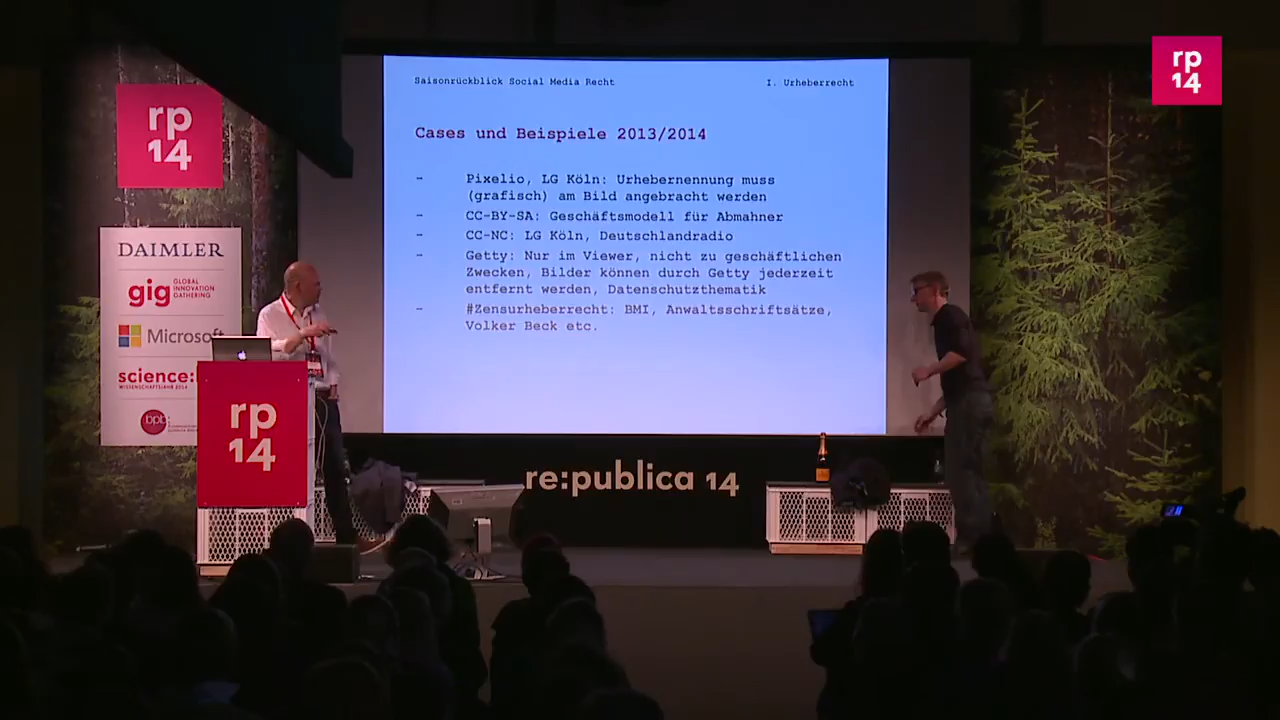 rp
14
Saisonrückblick Social Media Recht
I. Urheberrecht
Cases und Beispiele 2013/2014
- Pixelio, LG Köln: Urhebernennung muss
(grafisch) am Bild angebracht werden
- CC-BY-SA: Geschäftsmodell für Abmahner
- CC-NC: LG Köln, Deutschlandradio
- Getty: Nur im Viewer, nicht zu geschäftlichen
Zwecken, Bilder können durch Getty jederzeit
entfernt werden, Datenschutzthematik
- #Zensurheberrecht: BMI, Anwaltsschriftsätze,
Volker Beck etc.
rp
14
DAIMLER
gig GLOBAL
INNOVATION
GATHERING
Microsoft
science:
WISSENSCHAFTSJAHR 2014
bpb:
rp
14
re:publica 14